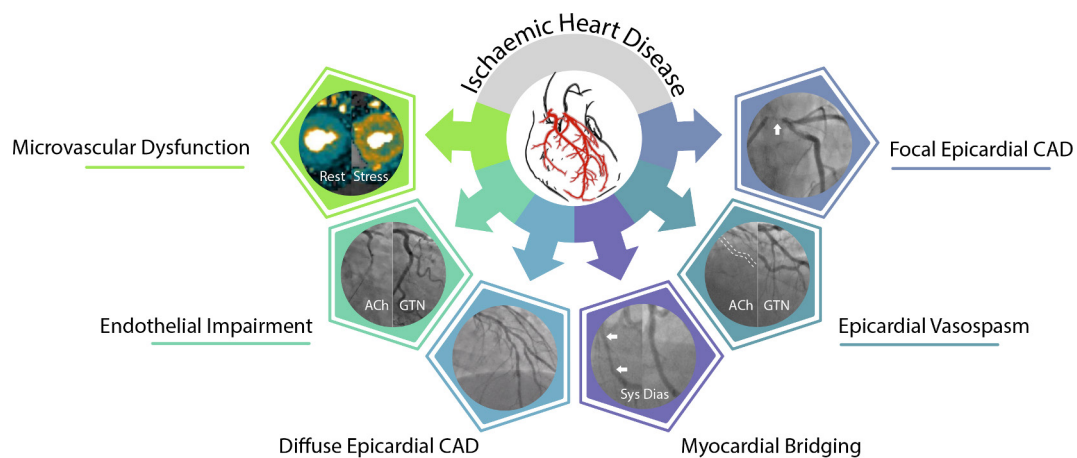 Ischaemic Heart Disease
Microvascular Dysfunction
Rest Stress
Focal Epicardial CAD
Endothelial Impairment
ACh GTN
ACh GTN
Epicardial Vasospasm
Sys Dias
Diffuse Epicardial CAD
Myocardial Bridging